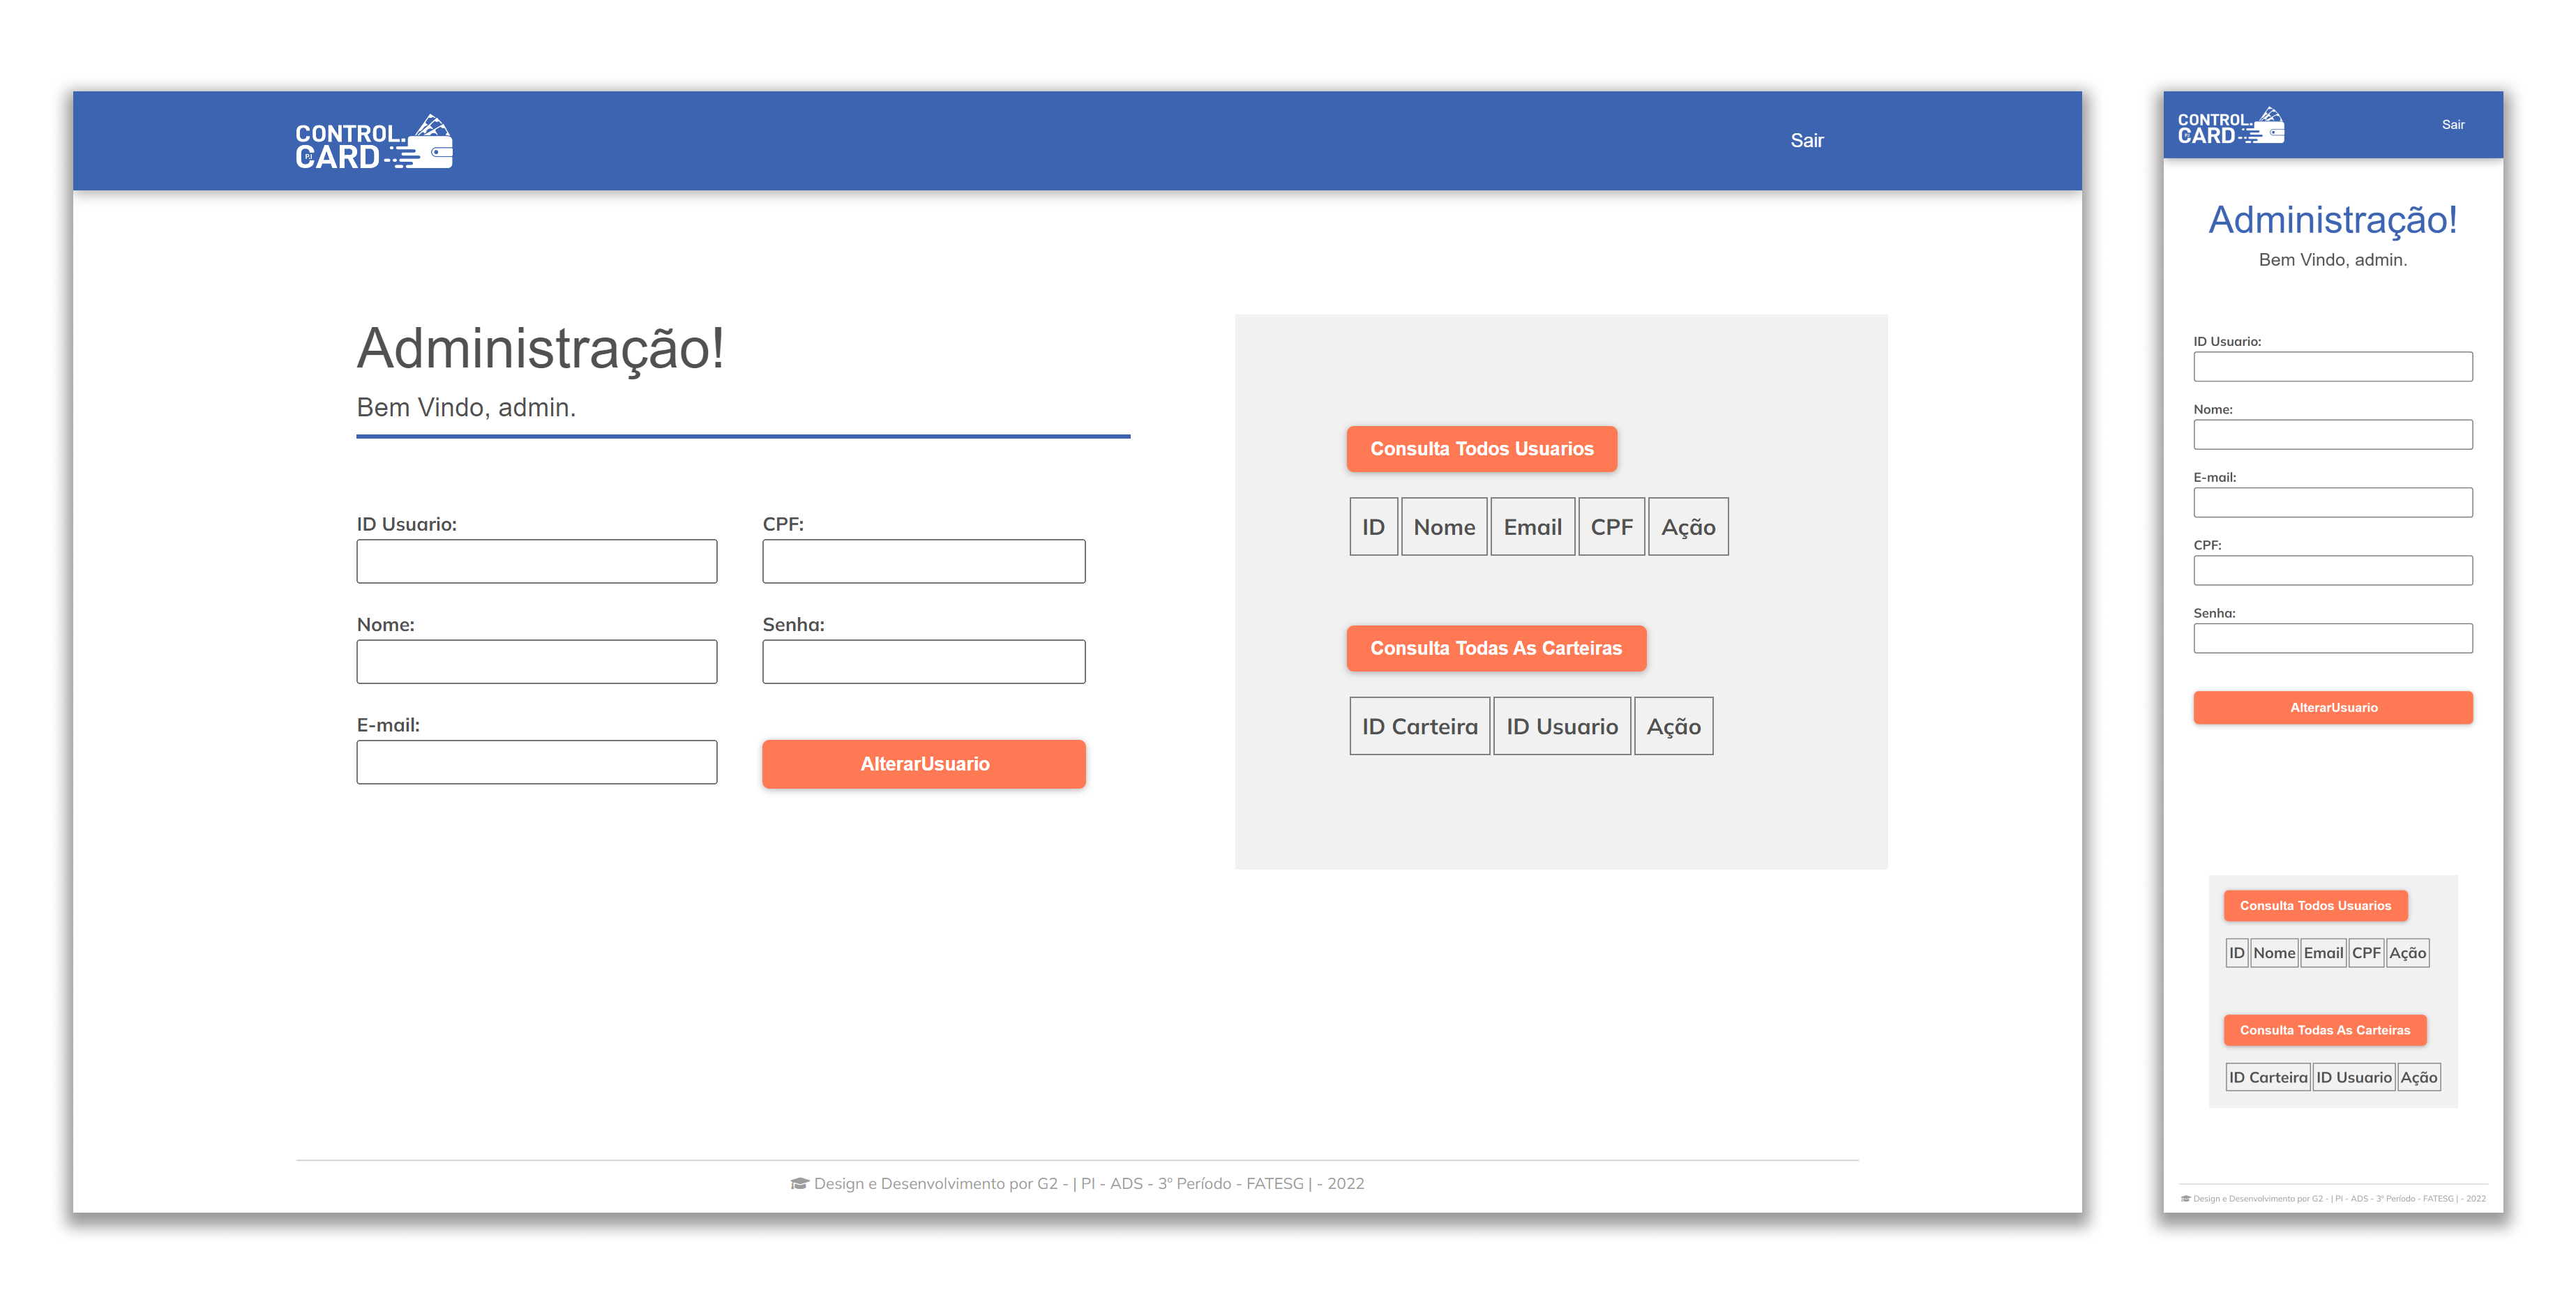 CONTROL.
CARD
P.I
Sair
Administração!
Bem Vindo, admin.
ID Usuario:
CPF:
Nome:
Senha:
E-mail:
AlterarUsuario
Consulta Todos Usuarios
ID Nome Email CPF Ação
Consulta Todas As Carteiras
ID Carteira ID Usuario Ação
Design e Desenvolvimento por G2 - | PI - ADS - 3º Período - FATESG | - 2022
CONTROL.
CARD
Sair
Administração!
Bem Vindo, admin.
ID Usuario:
Nome:
E-mail:
CPF:
Senha:
AlterarUsuario
Consulta Todos Usuarios
ID Nome Email CPF Ação
Consulta Todas As Carteiras
ID Carteira ID Usuario Ação
Design e Desenvolvimento por G2 - | PI - ADS - 3º Período - FATESG | - 2022